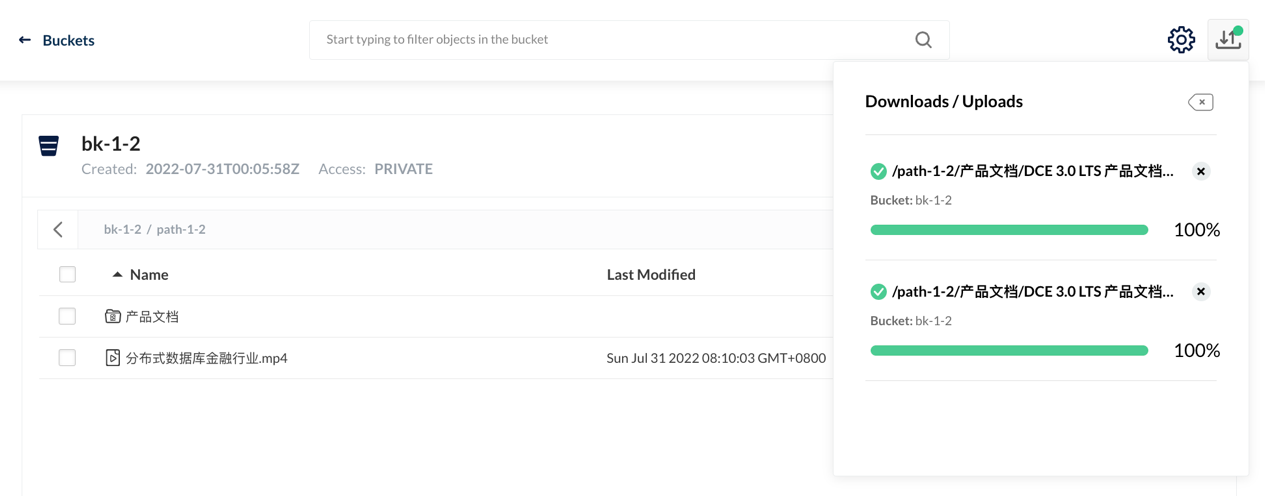 Buckets
Start typing to filter objects in the bucket
Downloads / Uploads
bk-1-2
Created: 2022-07-31T00:05:58Z Access: PRIVATE
/path-1-2/产品文档/DCE 3.0 LTS 产品文档...
Bucket: bk-1-2
100%
bk-1-2 / path-1-2
Name Last Modified
/path-1-2/产品文档/DCE 3.0 LTS 产品文档...
Bucket: bk-1-2
100%
产品文档
分布式数据库金融行业.mp4 Sun Jul 31 2022 08:10:03 GMT+0800